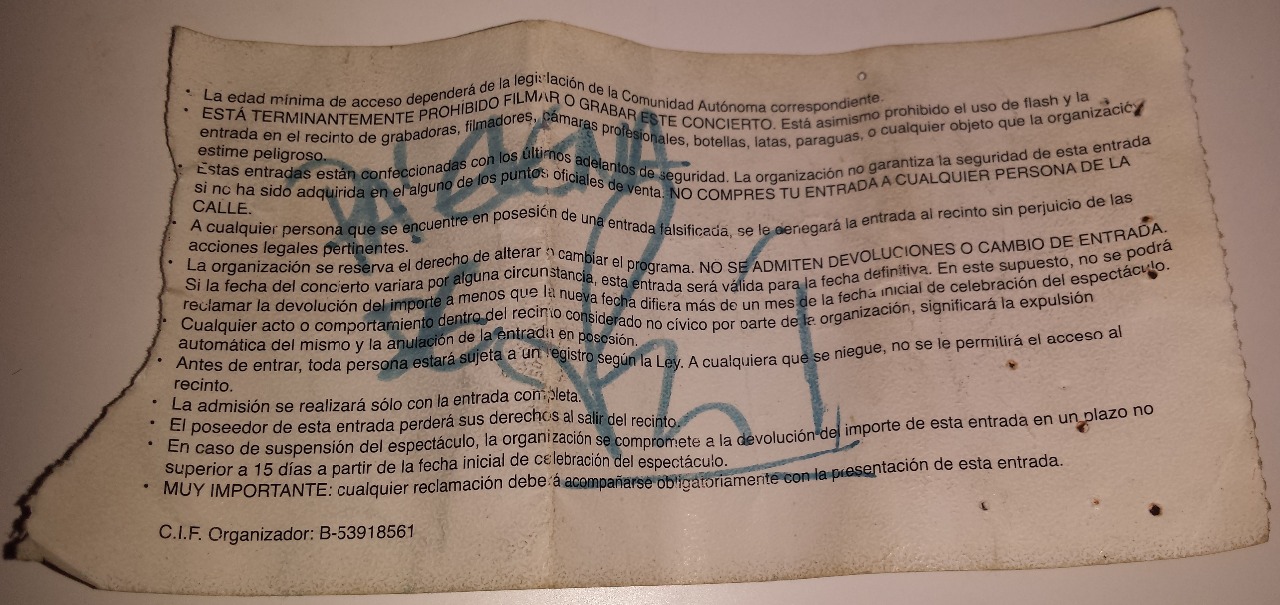 • La edad mínima de acceso dependerá de la legislación de la Comunidad Autónoma correspondiente.
• ESTÁ TERMINANTEMENTE PROHIBIDO FILMAR O GRABAR ESTE CONCIERTO. Está asimismo prohibido el uso de flash y la
entrada en el recinto de grabadoras, filmadores, cámaras profesionales, botellas, latas, paraguas, o cualquier objeto que la organización
estime peligroso.
• Estas entradas están confeccionadas con los últimos adelantos de seguridad. La organización no garantiza la seguridad de esta entrada
si no ha sido adquirida en el alguno de los puntos oficiales de venta. NO COMPRES TU ENTRADA A CUALQUIER PERSONA DE LA
CALLE.
• A cualquier persona que se encuentre en posesión de una entrada falsificada, se le denegará la entrada al recinto sin perjuicio de las
acciones legales pertinentes.
• La organización se reserva el derecho de alterar o cambiar el programa. NO SE ADMITEN DEVOLUCIONES O CAMBIO DE ENTRADA.
Si la fecha del concierto variara por alguna circunstancia, esta entrada será válida para la fecha definitiva. En este supuesto, no se podrá
reclamar la devolución del importe a menos que la nueva fecha difiera más de un mes de la fecha inicial de celebración del espectáculo.
• Cualquier acto o comportamiento dentro del recinto considerado no cívico por parte de la organización, significará la expulsión
automática del mismo y la anulación de la entrada en posesión.
• Antes de entrar, toda persona estará sujeta a un registro según la Ley. A cualquiera que se niegue, no se le permitirá el acceso al
recinto.
• La admisión se realizará sólo con la entrada completa.
• El poseedor de esta entrada perderá sus derechos al salir del recinto.
• En caso de suspensión del espectáculo, la organización se compromete a la devolución del importe de esta entrada en un plazo no
superior a 15 días a partir de la fecha inicial de celebración del espectáculo.
• MUY IMPORTANTE: cualquier reclamación deberá acompañarse obligatoriamente con la presentación de esta entrada.
C.I.F. Organizador: B-53918561